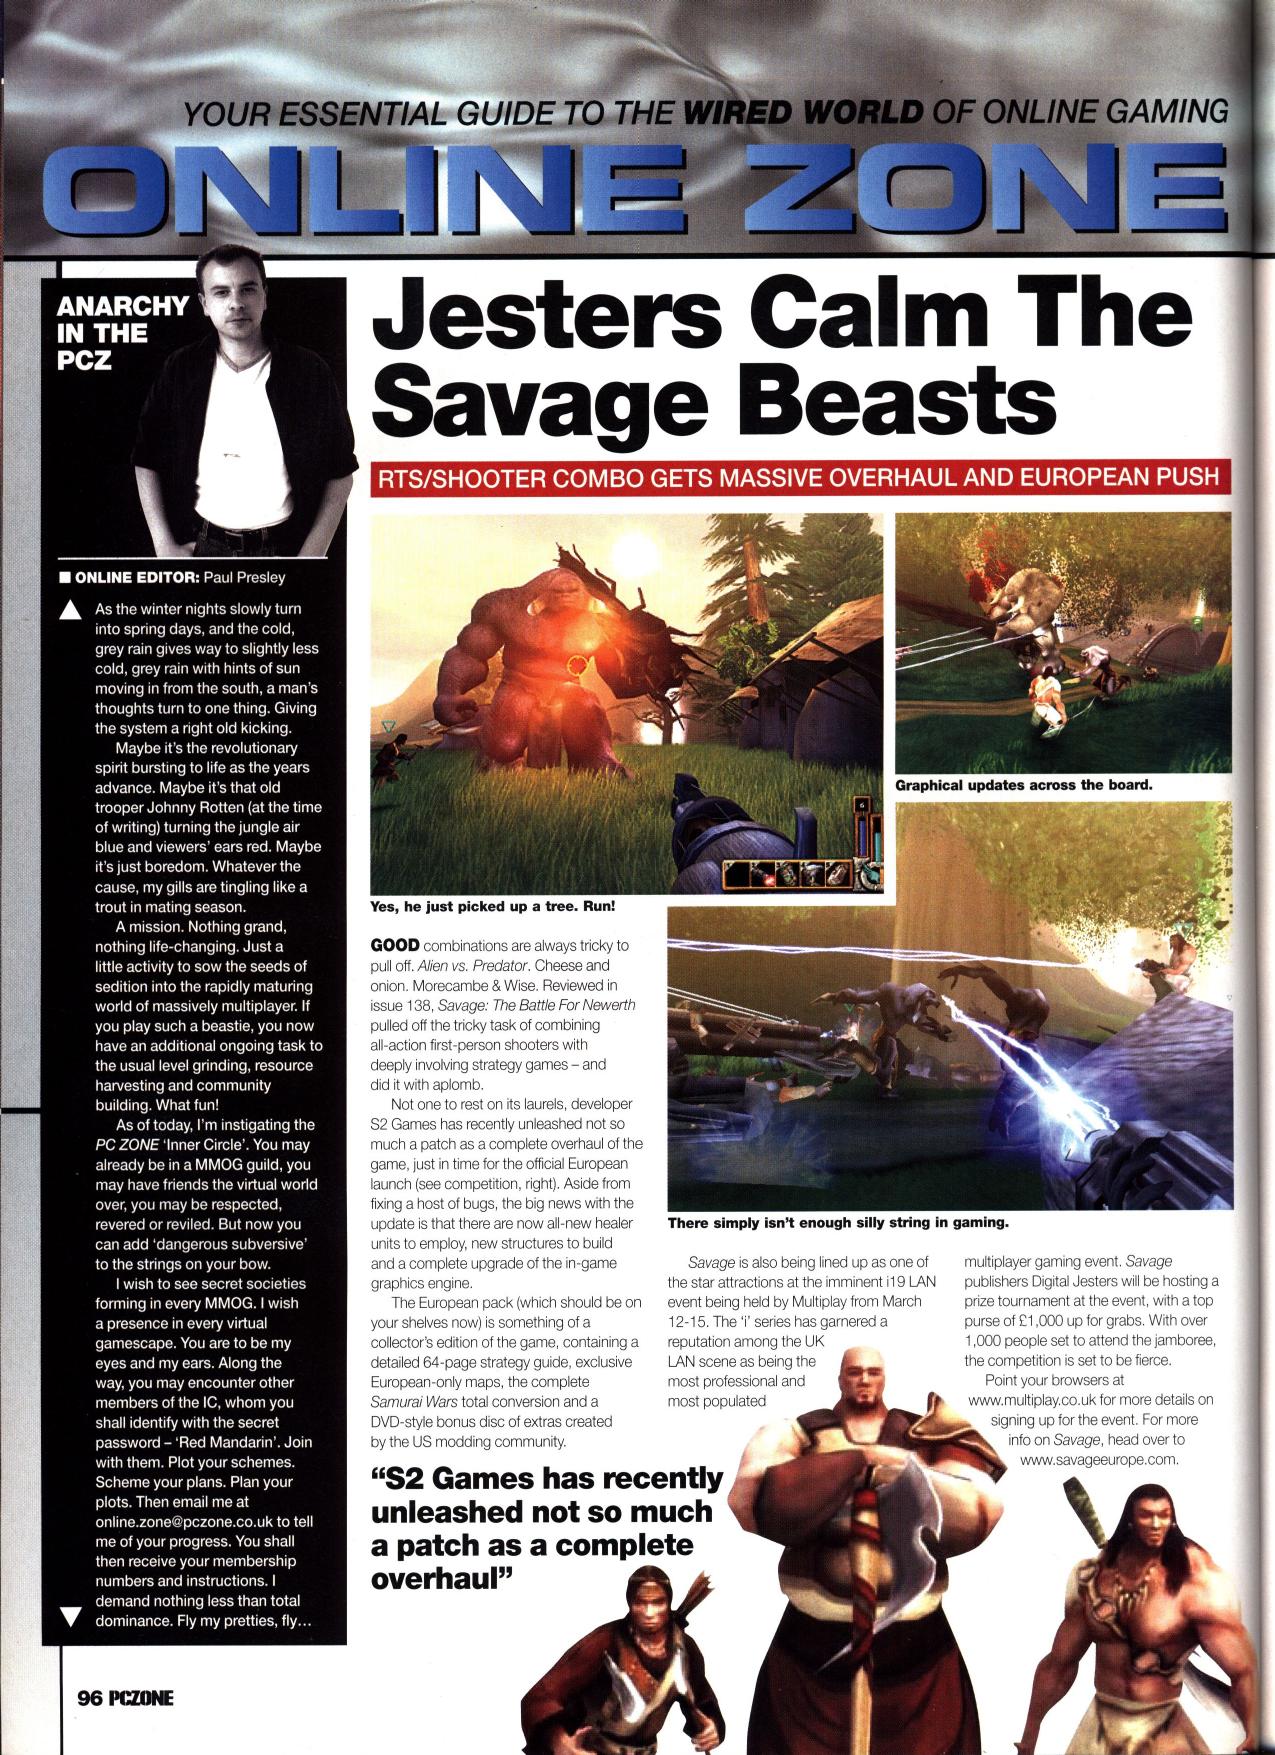 YOUR ESSENTIAL GUIDE TO THE WIRED WORLD OF ONLINE GAMING
ONLINE ZONE
ANARCHY
IN THE
PCZ
■ ONLINE EDITOR: Paul Presley
As the winter nights slowly turn
into spring days, and the cold,
grey rain gives way to slightly less
cold, grey rain with hints of sun
moving in from the south, a man's
thoughts turn to one thing. Giving
the system a right old kicking.
Maybe it's the revolutionary
spirit bursting to life as the years
advance. Maybe it's that old
trooper Johnny Rotten (at the time
of writing) turning the jungle air
blue and viewers' ears red. Maybe
it's just boredom. Whatever the
cause, my gills are tingling like a
trout in mating season.
A mission. Nothing grand,
nothing life-changing. Just a
little activity to sow the seeds of
sedition into the rapidly maturing
world of massively multiplayer. If
you play such a beastie, you now
have an additional ongoing task to
the usual level grinding, resource
harvesting and community
building. What fun!
As of today, I'm instigating the
PC ZONE 'Inner Circle'. You may
already be in a MMOG guild, you
may have friends the virtual world
over, you may be respected,
revered or reviled. But now you
can add 'dangerous subversive'
to the strings on your bow.
I wish to see secret societies
forming in every MMOG. I wish
a presence in every virtual
gamescape. You are to be my
eyes and my ears. Along the
way, you may encounter other
members of the IC, whom you
shall identify with the secret
password – 'Red Mandarin'. Join
with them. Plot your schemes.
Scheme your plans. Plan your
plots. Then email me at
online.zone@pczone.co.uk to tell
me of your progress. You shall
then receive your membership
numbers and instructions. I
demand nothing less than total
dominance. Fly my pretties, fly…
Jesters Calm The
Savage Beasts
RTS/SHOOTER COMBO GETS MASSIVE OVERHAUL AND EUROPEAN PUSH
Yes, he just picked up a tree. Run!
Graphical updates across the board.
There simply isn't enough silly string in gaming.
GOOD combinations are always tricky to
pull off. Alien vs. Predator. Cheese and
onion. Morecambe & Wise. Reviewed in
issue 138, Savage: The Battle For Newerth
pulled off the tricky task of combining
all-action first-person shooters with
deeply involving strategy games – and
did it with aplomb.
Not one to rest on its laurels, developer
S2 Games has recently unleashed not so
much a patch as a complete overhaul of the
game, just in time for the official European
launch (see competition, right). Aside from
fixing a host of bugs, the big news with the
update is that there are now all-new healer
units to employ, new structures to build
and a complete upgrade of the in-game
graphics engine.
The European pack (which should be on
your shelves now) is something of a
collector's edition of the game, containing a
detailed 64-page strategy guide, exclusive
European-only maps, the complete
Samurai Wars total conversion and a
DVD-style bonus disc of extras created
by the US modding community.
"S2 Games has recently
unleashed not so much
a patch as a complete
overhaul"
Savage is also being lined up as one of
the star attractions at the imminent i19 LAN
event being held by Multiplay from March
12-15. The 'i' series has garnered a
reputation among the UK
LAN scene as being the
most professional and
most populated
multiplayer gaming event. Savage
publishers Digital Jesters will be hosting a
prize tournament at the event, with a top
purse of £1,000 up for grabs. With over
1,000 people set to attend the jamboree,
the competition is set to be fierce.
Point your browsers at
www.multiplay.co.uk for more details on
signing up for the event. For more
info on Savage, head over to
www.savageeurope.com.
96 PCZONE